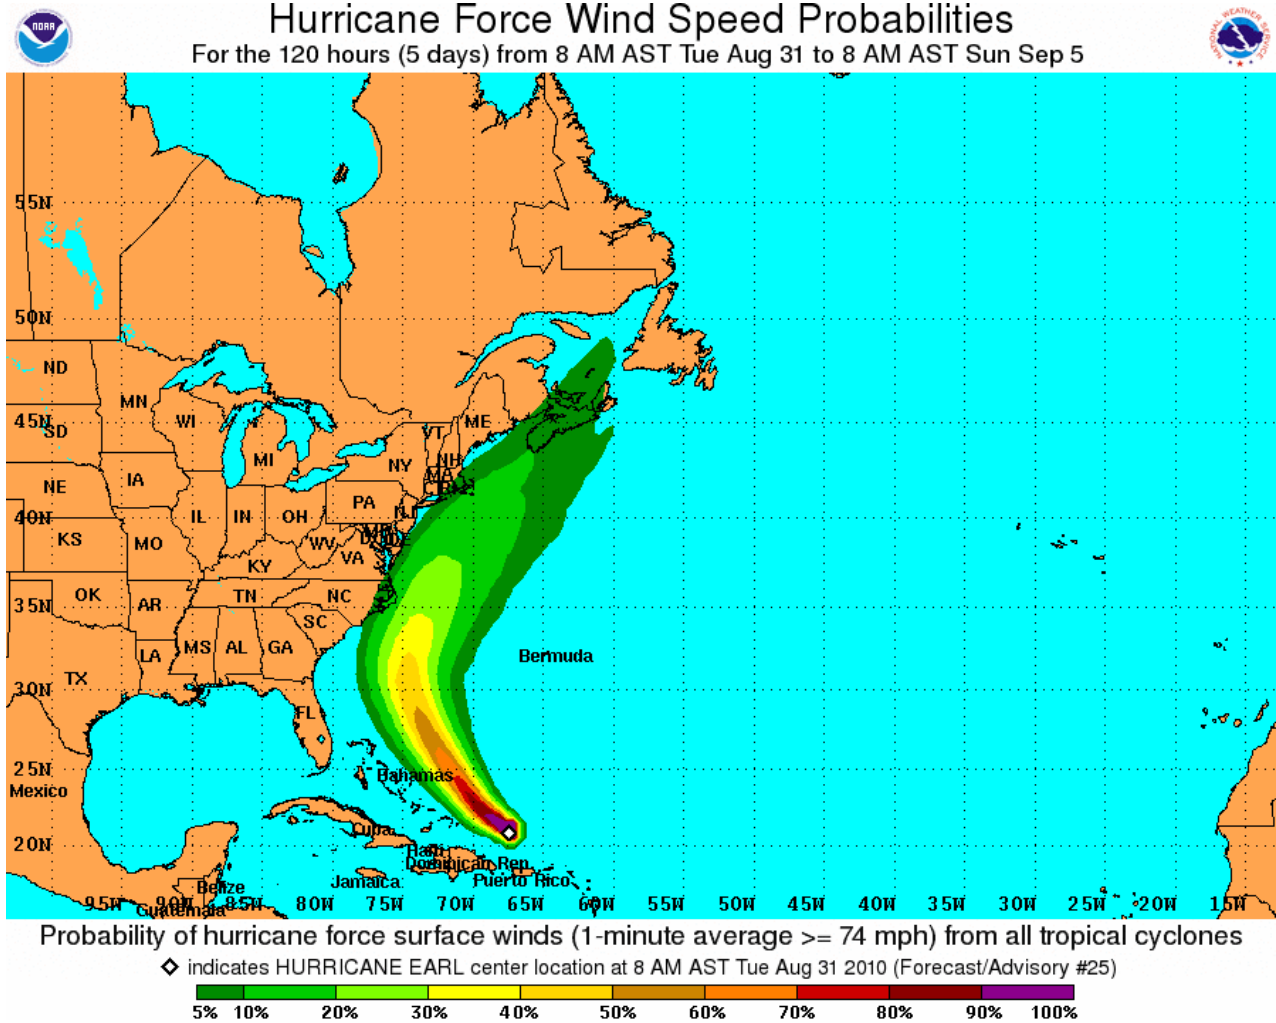 Hurricane Force Wind Speed Probabilities
For the 120 hours (5 days) from 8 AM AST Tue Aug 31 to 8 AM AST Sun Sep 5
NOAA
NATIONAL WEATHER SERVICE
55N
50N
ND
MN
WI
ME
45N
SD
VT
MI
NY
NH
MA
NE
IA
PA
NJ
40N
IL
IN
OH
KS
MO
WV
VA
KY
OK
AR
TN
NC
35N
SC
MS
AL
GA
LA
Bermuda
TX
30N
FL
25N
Bahamas
Mexico
Cuba
20N
Haiti
Dominican Rep
Jamaica
Puerto Rico
Belize
95W 90W 85W 80W 75W 70W 65W 60W 55W 50W 45W 40W 35W 30W 25W 20W 15W
Guatemala
Probability of hurricane force surface winds (1-minute average >= 74 mph) from all tropical cyclones
indicates HURRICANE EARL center location at 8 AM AST Tue Aug 31 2010 (Forecast/Advisory #25)
5% 10% 20% 30% 40% 50% 60% 70% 80% 90% 100%